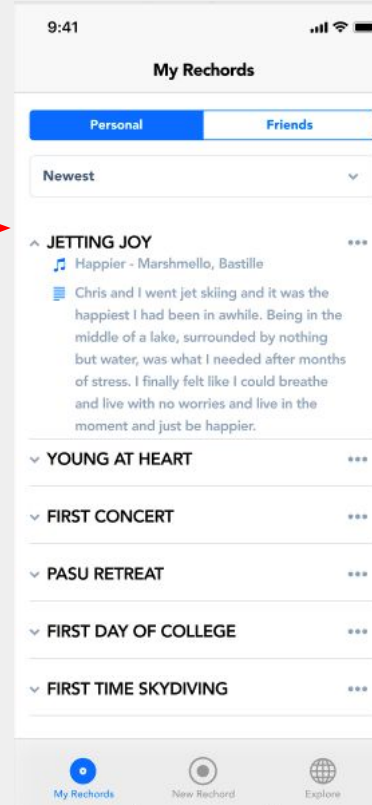 9:41
My Rechords
Personal Friends
Newest
JETTING JOY
Happier - Marshmello, Bastille
Chris and I went jet skiing and it was the
happiest I had been in awhile. Being in the
middle of a lake, surrounded by nothing
but water, was what I needed after months
of stress. I finally felt like I could breathe
and live with no worries and live in the
moment and just be happier.
YOUNG AT HEART
FIRST CONCERT
PASU RETREAT
FIRST DAY OF COLLEGE
FIRST TIME SKYDIVING
My Rechords New Rechord Explore